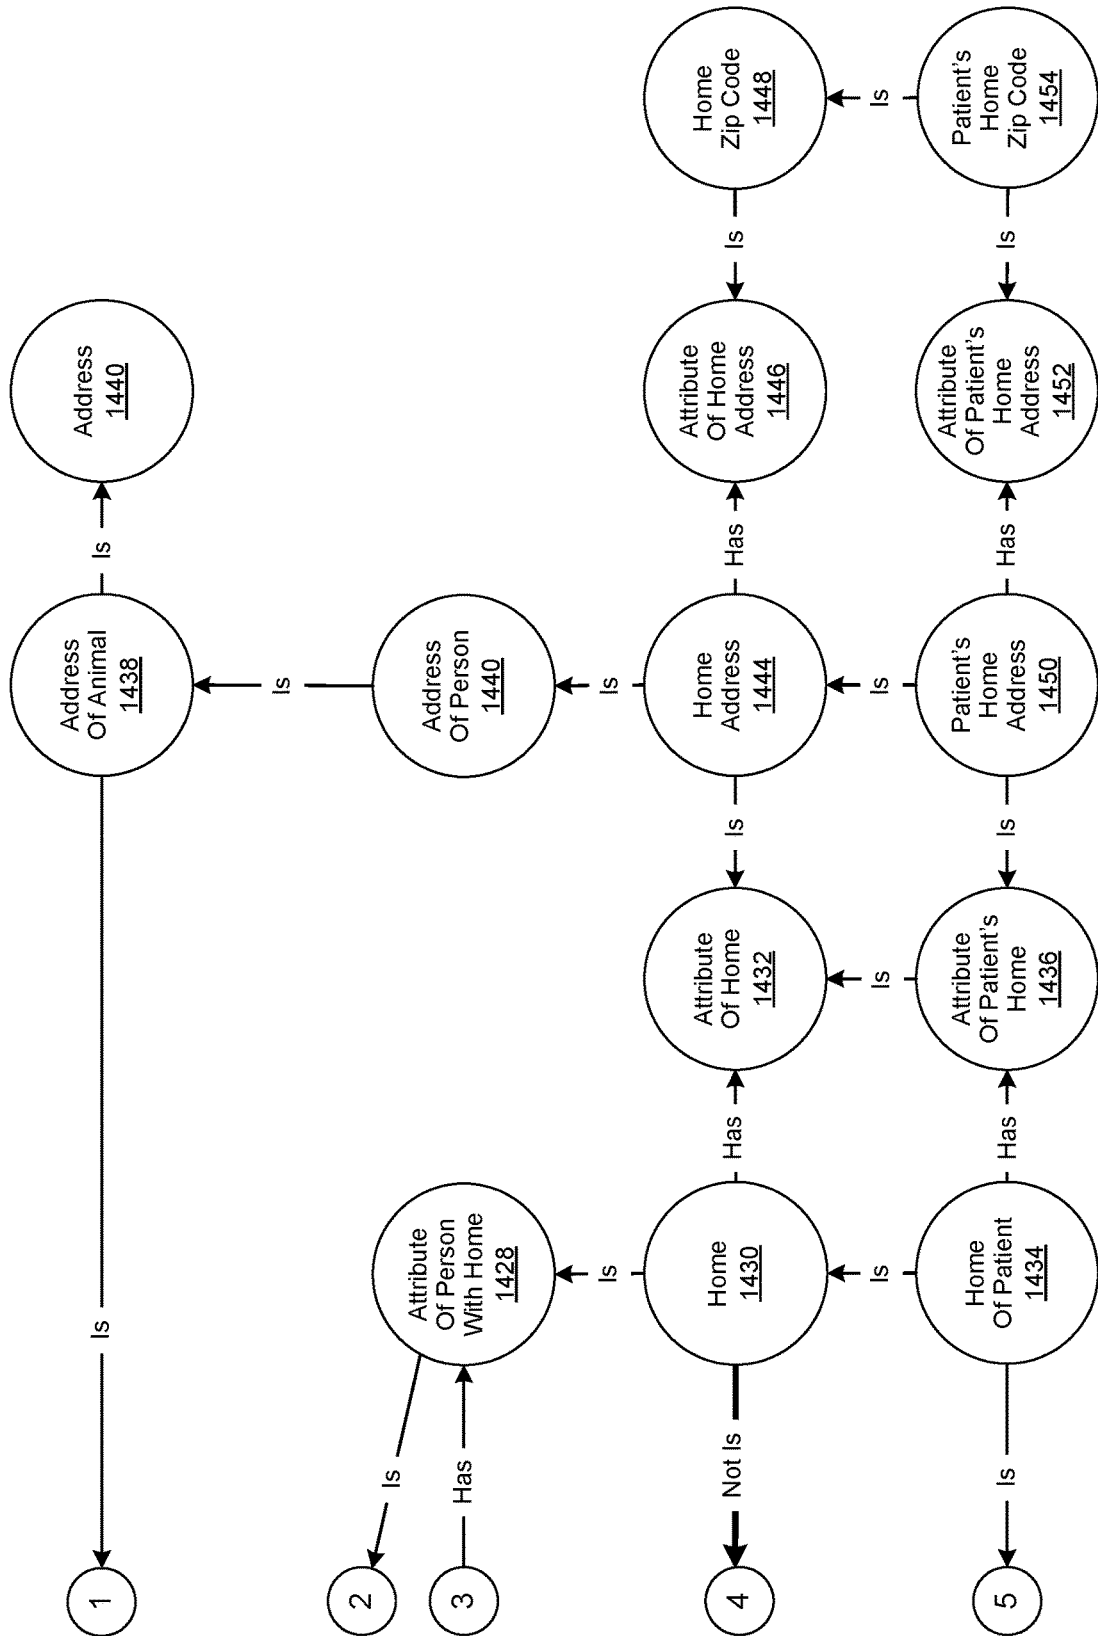 1
Is
Address
Of Animal
1438
Is
Address
1440
Is
2
Is
3
Has
Attribute
Of Person
With Home
1428
Address
Of Person
1440
Is
Is
4
Not Is
Home
1430
Has
Attribute
Of Home
1432
Is
Home
Address
1444
Has
Attribute
Of Home
Address
1446
Is
Home
Zip Code
1448
Is
Is
Is
Is
5
Is
Home
Of Patient
1434
Has
Attribute
Of Patient's
Home
1436
Is
Patient's
Home
Address
1450
Has
Attribute
Of Patient's
Home
Address
1452
Is
Patient's
Home
Zip Code
1454